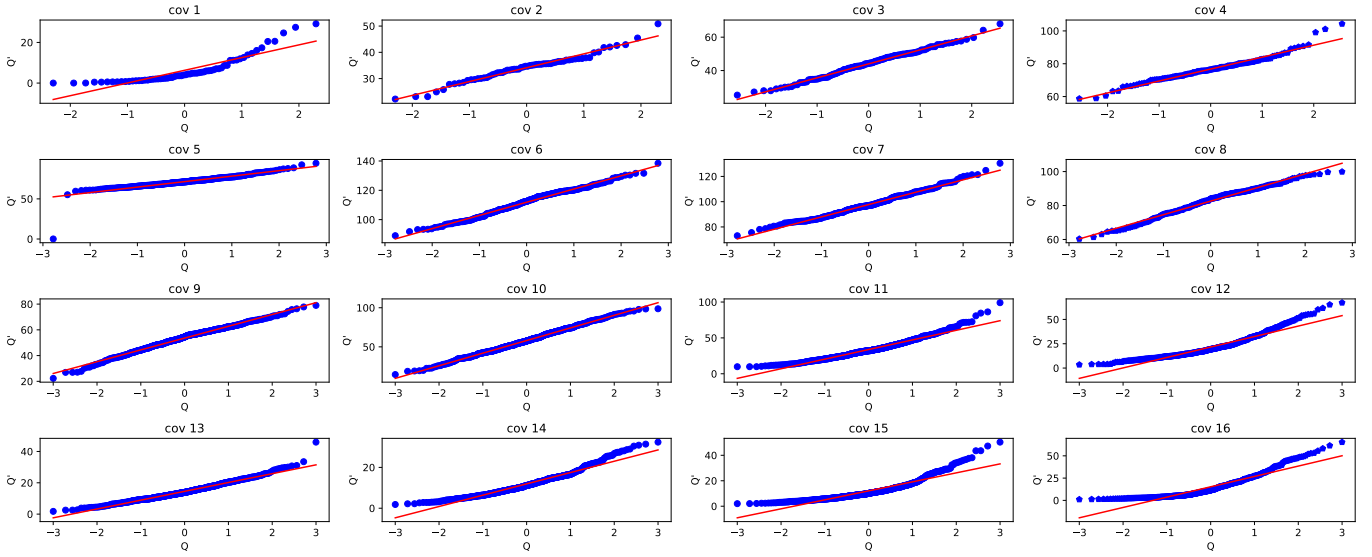 cov 1
Q'
20
0
−2 −1 0 1 2
Q
cov 2
Q'
50
40
30
−2 −1 0 1 2
Q
cov 3
Q'
60
40
−2 −1 0 1 2
Q
cov 4
Q'
100
80
60
−2 −1 0 1 2
Q
cov 5
Q'
50
0
−3 −2 −1 0 1 2 3
Q
cov 6
Q'
140
120
100
−3 −2 −1 0 1 2 3
Q
cov 7
Q'
120
100
80
−3 −2 −1 0 1 2 3
Q
cov 8
Q'
100
80
60
−3 −2 −1 0 1 2 3
Q
cov 9
Q'
80
60
40
20
−3 −2 −1 0 1 2 3
Q
cov 10
Q'
100
50
−3 −2 −1 0 1 2 3
Q
cov 11
Q'
100
50
0
−3 −2 −1 0 1 2 3
Q
cov 12
Q'
50
25
0
−3 −2 −1 0 1 2 3
Q
cov 13
Q'
40
20
0
−3 −2 −1 0 1 2 3
Q
cov 14
Q'
20
0
−3 −2 −1 0 1 2 3
Q
cov 15
Q'
40
20
0
−3 −2 −1 0 1 2 3
Q
cov 16
Q'
50
25
0
−3 −2 −1 0 1 2 3
Q